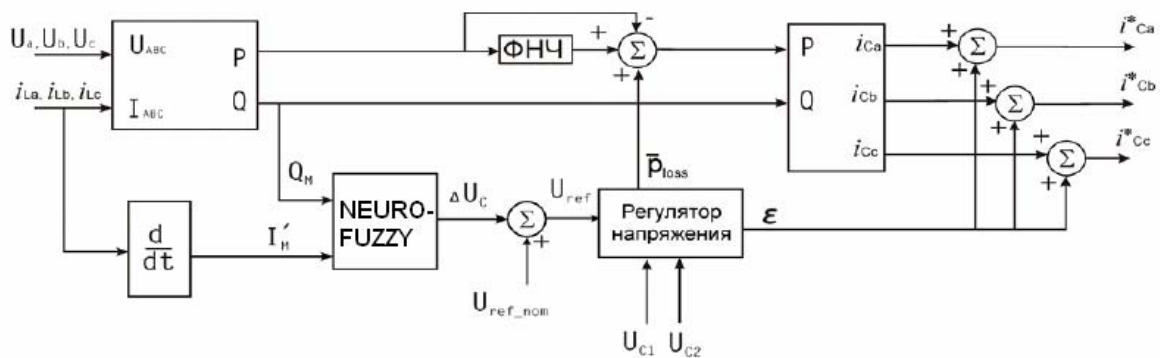 Ua, Ub, Uc
iLa, iLb, iLc
UABC
IABC
P
Q
ФНЧ
-
+
Σ
+
P
Q
iCa
iCb
iCc
+
Σ
+
i*Ca
+
Σ
+
i*Cb
+
Σ
+
i*Cc
QM
d
dt
I′M
NEURO-
FUZZY
ΔUC
Σ
+
Uref
Uref_nom
p̅loss
Регулятор
напряжения
ε
UC1
UC2